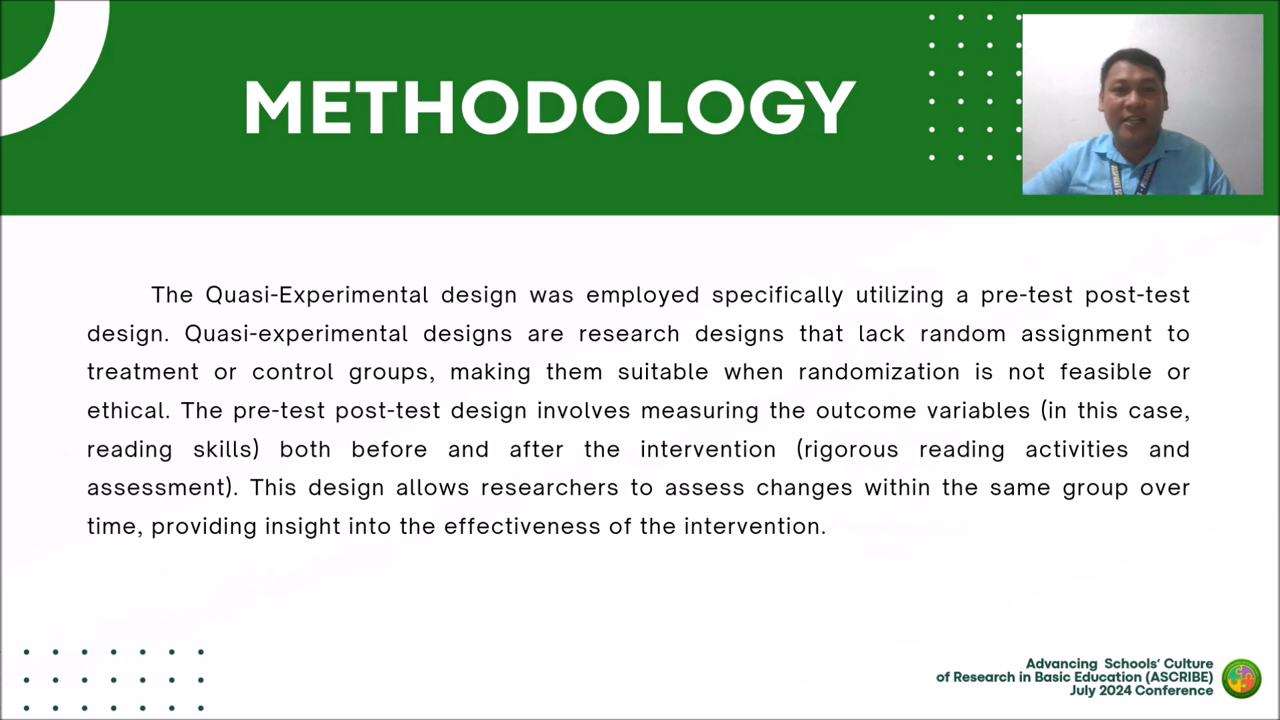 METHODOLOGY
The Quasi-Experimental design was employed specifically utilizing a pre-test post-test
design. Quasi-experimental designs are research designs that lack random assignment to
treatment or control groups, making them suitable when randomization is not feasible or
ethical. The pre-test post-test design involves measuring the outcome variables (in this case,
reading skills) both before and after the intervention (rigorous reading activities and
assessment). This design allows researchers to assess changes within the same group over
time, providing insight into the effectiveness of the intervention.
Advancing Schools' Culture
of Research in Basic Education (ASCRIBE)
July 2024 Conference